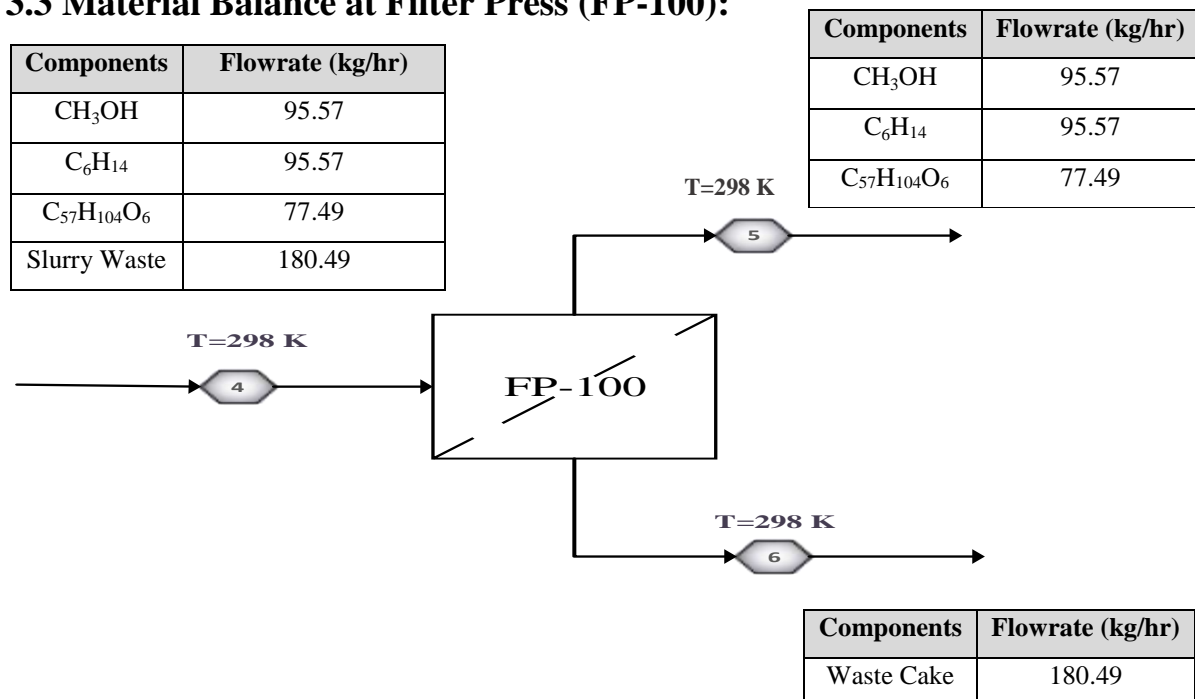 3.3 Material Balance at Filter Press (FP-100):
Components Flowrate (kg/hr)
CH₃OH 95.57
C₆H₁₄ 95.57
C₅₇H₁₀₄O₆ 77.49
Slurry Waste 180.49
Components Flowrate (kg/hr)
CH₃OH 95.57
C₆H₁₄ 95.57
C₅₇H₁₀₄O₆ 77.49
T=298 K
5
T=298 K
4
FP-100
T=298 K
6
Components Flowrate (kg/hr)
Waste Cake 180.49